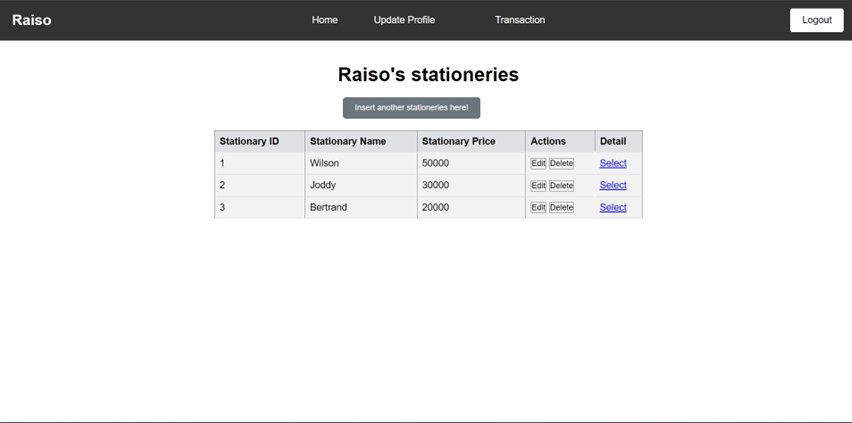 Raiso Home Update Profile Transaction Logout
Raiso's stationeries
Insert another stationeries here!
Stationary ID Stationary Name Stationary Price Actions Detail
1 Wilson 50000 Edit Delete Select
2 Joddy 30000 Edit Delete Select
3 Bertrand 20000 Edit Delete Select